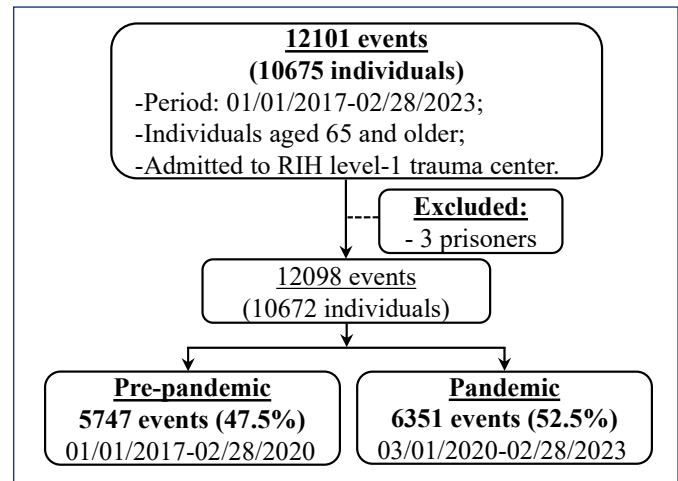 12101 events
(10675 individuals)
-Period: 01/01/2017-02/28/2023;
-Individuals aged 65 and older;
-Admitted to RIH level-1 trauma center.
Excluded:
- 3 prisoners
12098 events
(10672 individuals)
Pre-pandemic
5747 events (47.5%)
01/01/2017-02/28/2020
Pandemic
6351 events (52.5%)
03/01/2020-02/28/2023